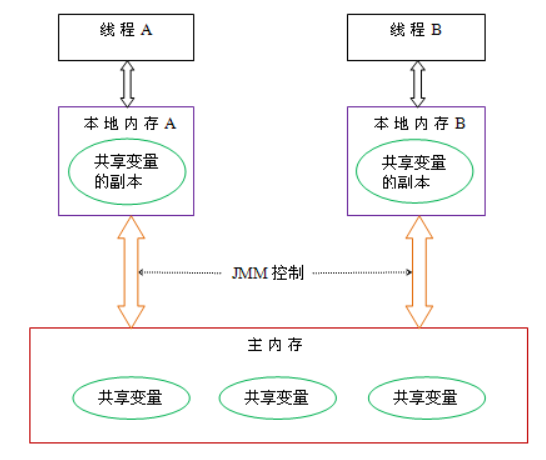 线程 A
线程 B
本地内存 A
本地内存 B
共享变量
的副本
共享变量
的副本
JMM 控制
主内存
共享变量
共享变量
共享变量